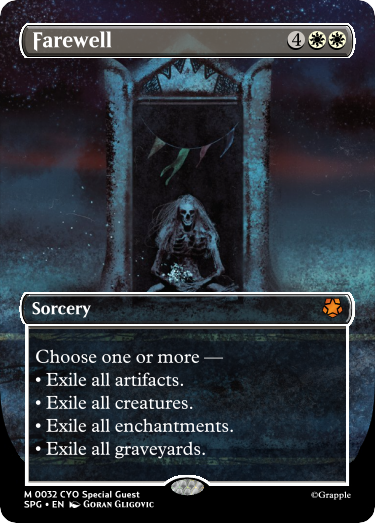 Farewell 4
Sorcery
Choose one or more —
• Exile all artifacts.
• Exile all creatures.
• Exile all enchantments.
• Exile all graveyards.
M 0032 CYO Special Guest
SPG • EN Goran Gligovic
©Grapple